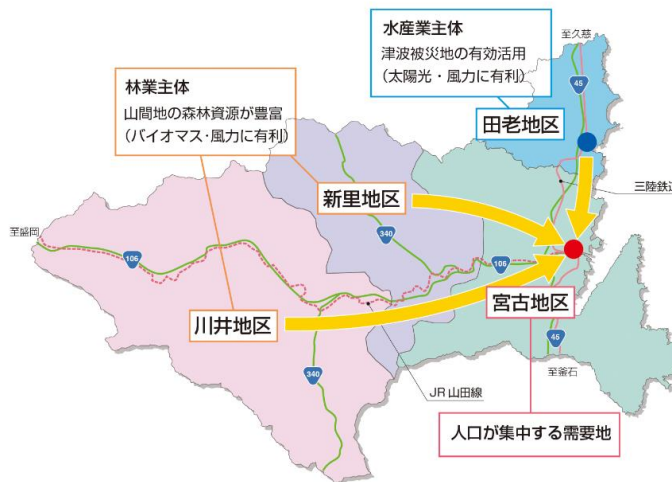 水産業主体
津波被災地の有効活用
（太陽光・風力に有利）
至久慈
45
林業主体
山間地の森林資源が豊富
（バイオマス・風力に有利）
田老地区
三陸鉄道
新里地区
至盛岡
106
340
106
川井地区
宮古地区
45
至釜石
340
JR山田線
人口が集中する需要地